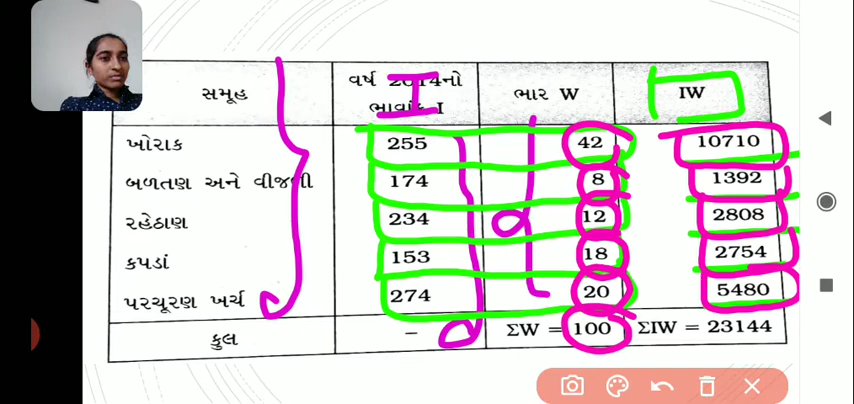 સમૂહ વર્ષ 2014નો ભાવાંક I ભાર W IW
ખોરાક 255 42 10710
બળતણ અને વીજળી 174 8 1392
રહેઠાણ 234 12 2808
કપડાં 153 18 2754
પરચૂરણ ખર્ચ 274 20 5480
કુલ – ΣW = 100 ΣIW = 23144
I